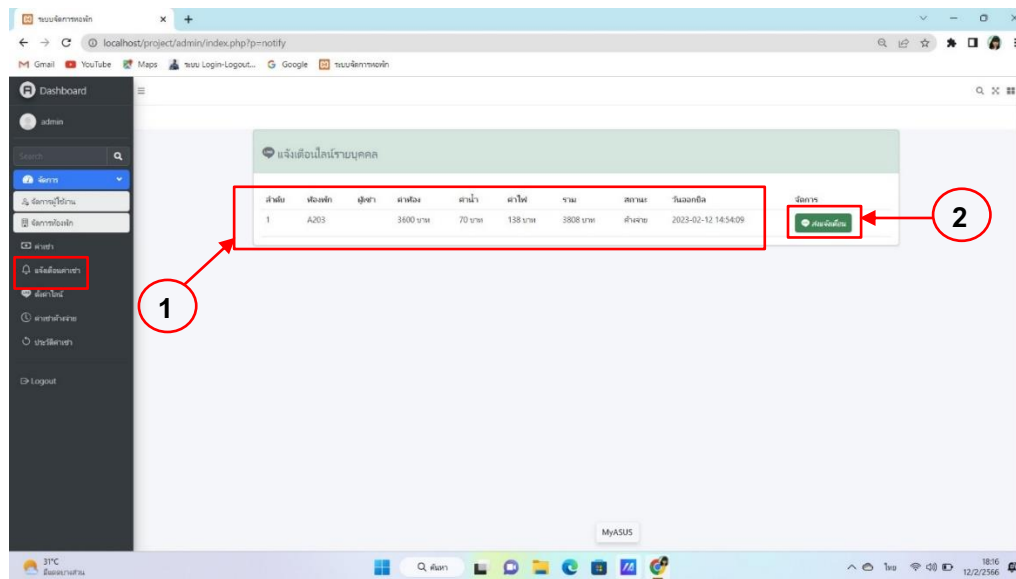 ระบบจัดการหอพัก
localhost/project/admin/index.php?p=notify
Gmail YouTube Maps ระบบ Login-Logout... Google ระบบจัดการหอพัก
Dashboard
admin
Search
จัดการ
จัดการผู้ใช้งาน
จัดการห้องพัก
ค่าเช่า
แจ้งเตือนค่าเช่า
ตั้งค่าไลน์
ค่าเช่าค้างจ่าย
ประวัติค่าเช่า
Logout
แจ้งเตือนไลน์รายบุคคล
ลำดับ ห้องพัก ผู้เช่า ค่าห้อง ค่าน้ำ ค่าไฟ รวม สถานะ วันออกบิล จัดการ
1 A203 3600 บาท 70 บาท 138 บาท 3808 บาท ค้างจ่าย 2023-02-12 14:54:09 ส่งแจ้งเตือน
1
2
MyASUS
31°C
มีแดดบางส่วน
ค้นหา
ไทย
18:16
12/2/2566